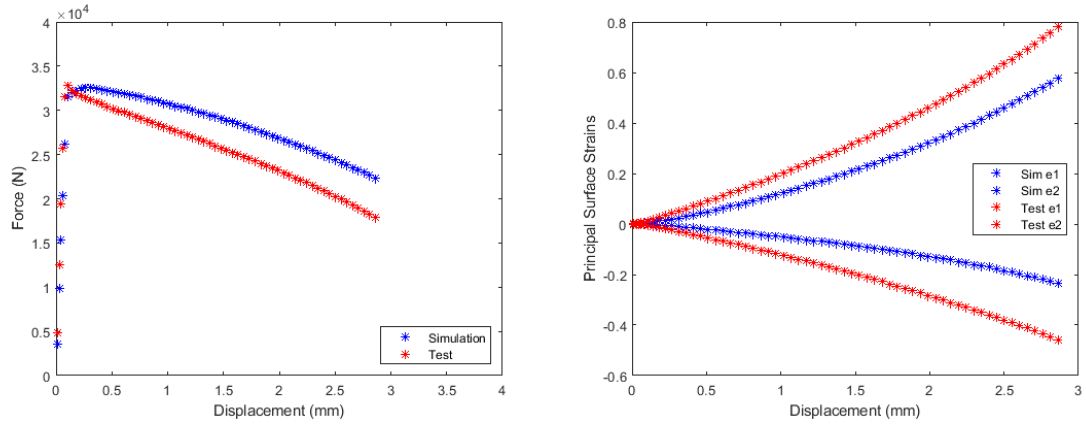 ×10⁴
4
3.5
3
2.5
2
1.5
1
0.5
0
Force (N)
0 0.5 1 1.5 2 2.5 3 3.5 4
Displacement (mm)
Simulation
Test
0.8
0.6
0.4
0.2
0
-0.2
-0.4
-0.6
Principal Surface Strains
0 0.5 1 1.5 2 2.5 3
Displacement (mm)
Sim e1
Sim e2
Test e1
Test e2